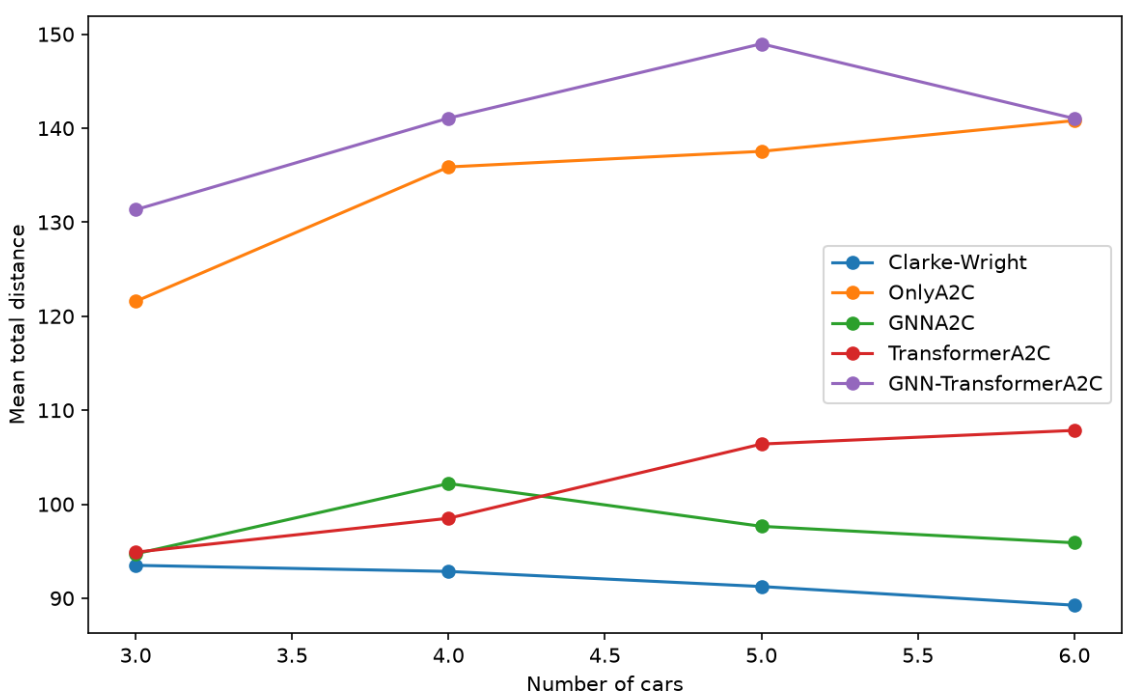 150
140
130
120
110
100
90
Mean total distance
Clarke-Wright
OnlyA2C
GNNA2C
TransformerA2C
GNN-TransformerA2C
3.0 3.5 4.0 4.5 5.0 5.5 6.0
Number of cars